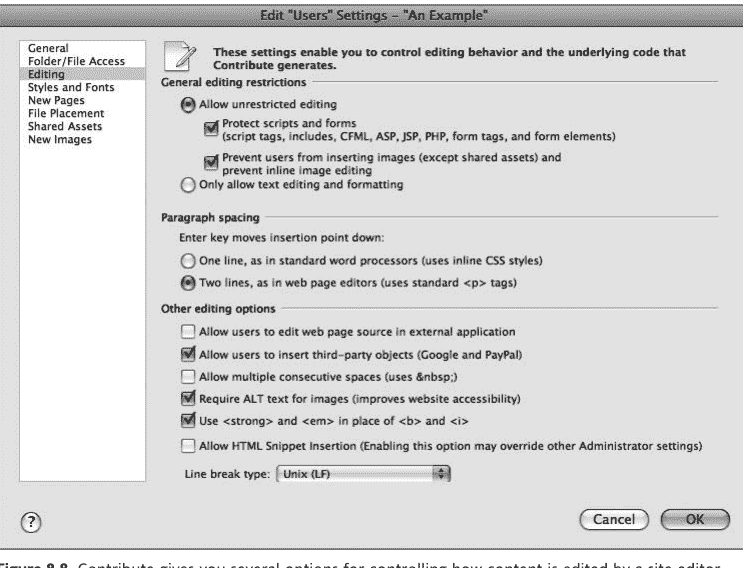 Edit "Users" Settings – "An Example"
General
Folder/File Access
Editing
Styles and Fonts
New Pages
File Placement
Shared Assets
New Images
These settings enable you to control editing behavior and the underlying code that
Contribute generates.
General editing restrictions
Allow unrestricted editing
Protect scripts and forms
(script tags, includes, CFML, ASP, JSP, PHP, form tags, and form elements)
Prevent users from inserting images (except shared assets) and
prevent inline image editing
Only allow text editing and formatting
Paragraph spacing
Enter key moves insertion point down:
One line, as in standard word processors (uses inline CSS styles)
Two lines, as in web page editors (uses standard <p> tags)
Other editing options
Allow users to edit web page source in external application
Allow users to insert third-party objects (Google and PayPal)
Allow multiple consecutive spaces (uses &nbsp;)
Require ALT text for images (improves website accessibility)
Use <strong> and <em> in place of <b> and <i>
Allow HTML Snippet Insertion (Enabling this option may override other Administrator settings)
Line break type: Unix (LF)
?
Cancel
OK
Figure 8.8 Contribute gives you several options for controlling how content is edited by a site editor